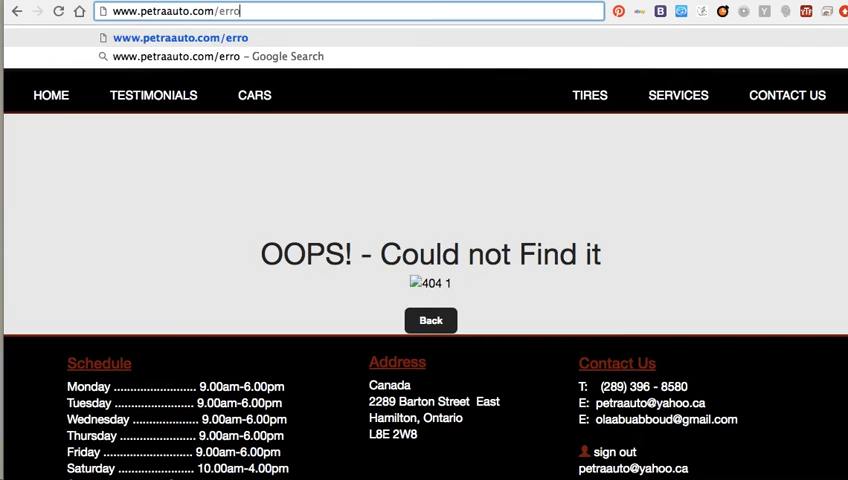 www.petraauto.com/erro
www.petraauto.com/erro
www.petraauto.com/erro – Google Search
HOME TESTIMONIALS CARS TIRES SERVICES CONTACT US
OOPS! - Could not Find it
404 1
Back
Schedule
Monday ......................... 9.00am-6.00pm
Tuesday ........................ 9.00am-6.00pm
Wednesday .................... 9.00am-6.00pm
Thursday ....................... 9.00am-6.00pm
Friday ............................ 9.00am-6.00pm
Saturday ....................... 10.00am-4.00pm
Address
Canada
2289 Barton Street East
Hamilton, Ontario
L8E 2W8
Contact Us
T: (289) 396 - 8580
E: petraauto@yahoo.ca
E: olaabuabboud@gmail.com
sign out
petraauto@yahoo.ca